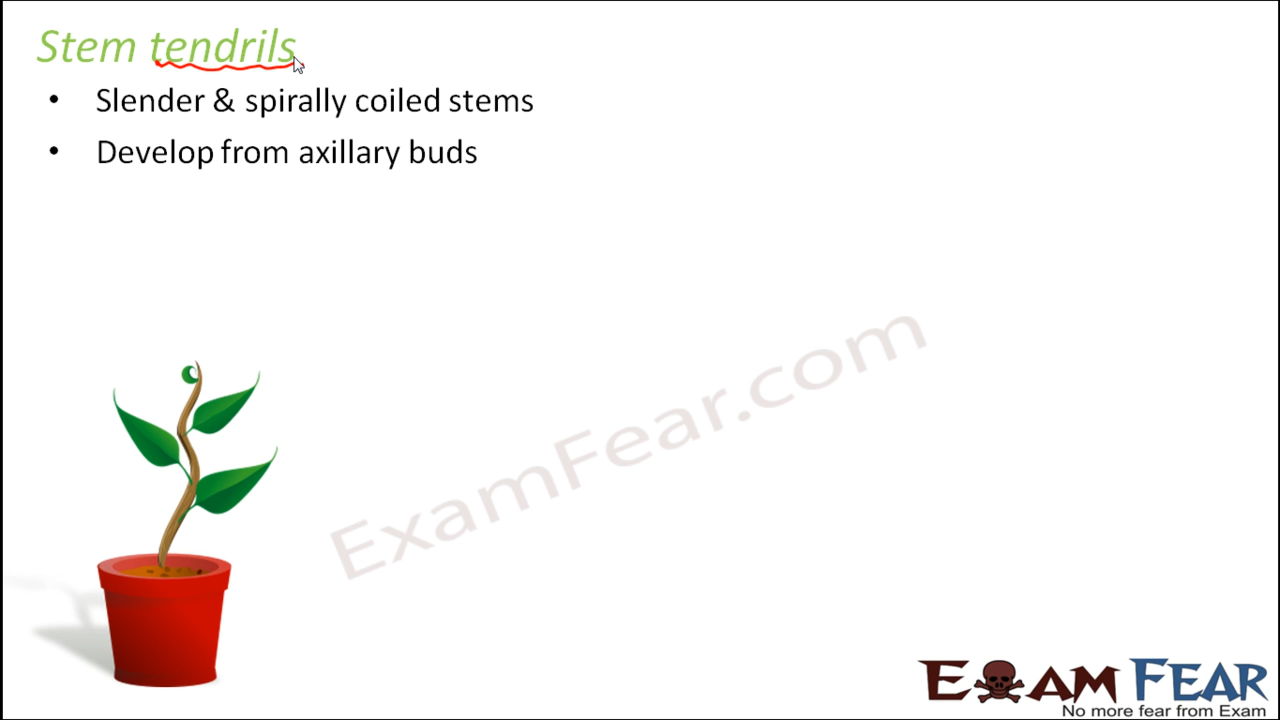 Stem tendrils
• Slender & spirally coiled stems
• Develop from axillary buds
ExamFear.com
EXAM FEAR
No more fear from Exam